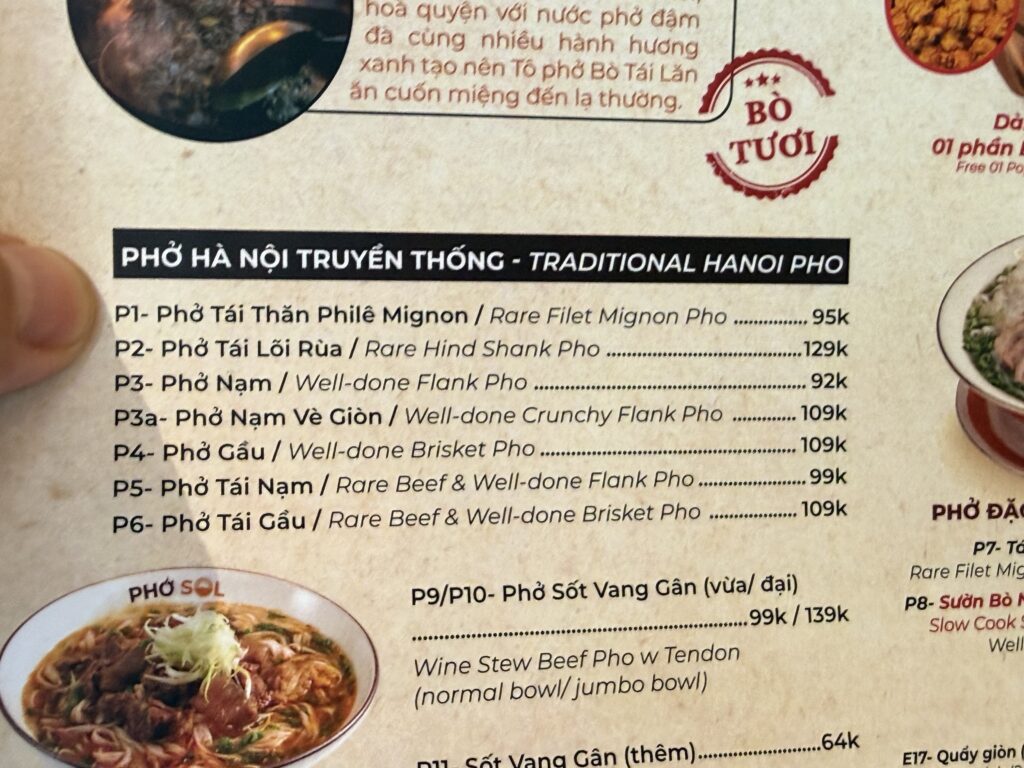 hoà quyện với nước phở đậm
đà cùng nhiều hành hương
xanh tạo nên Tô phở Bò Tái Lăn
ăn cuốn miệng đến lạ thường.
BÒ
TƯƠI
01 phần
Free 01
PHỞ HÀ NỘI TRUYỀN THỐNG - TRADITIONAL HANOI PHO
P1- Phở Tái Thăn Philê Mignon / Rare Filet Mignon Pho ............... 95k
P2- Phở Tái Lõi Rùa / Rare Hind Shank Pho ........................................129k
P3- Phở Nạm / Well-done Flank Pho ........................................................ 92k
P3a- Phở Nạm Vè Giòn / Well-done Crunchy Flank Pho ............. 109k
P4- Phở Gầu / Well-done Brisket Pho ..................................................... 109k
P5- Phở Tái Nạm / Rare Beef & Well-done Flank Pho ...................... 99k
P6- Phở Tái Gầu / Rare Beef & Well-done Brisket Pho .................. 109k
PHỞ SOL
P9/P10- Phở Sốt Vang Gân (vừa/ đại)
....................................................................99k / 139k
Wine Stew Beef Pho w Tendon
(normal bowl/ jumbo bowl)
P11- Sốt Vang Gân (thêm).........................64k
PHỞ
P7-
Rare Filet
P8- Sườn Bò
Slow Cook
E17- Quẩy giòn